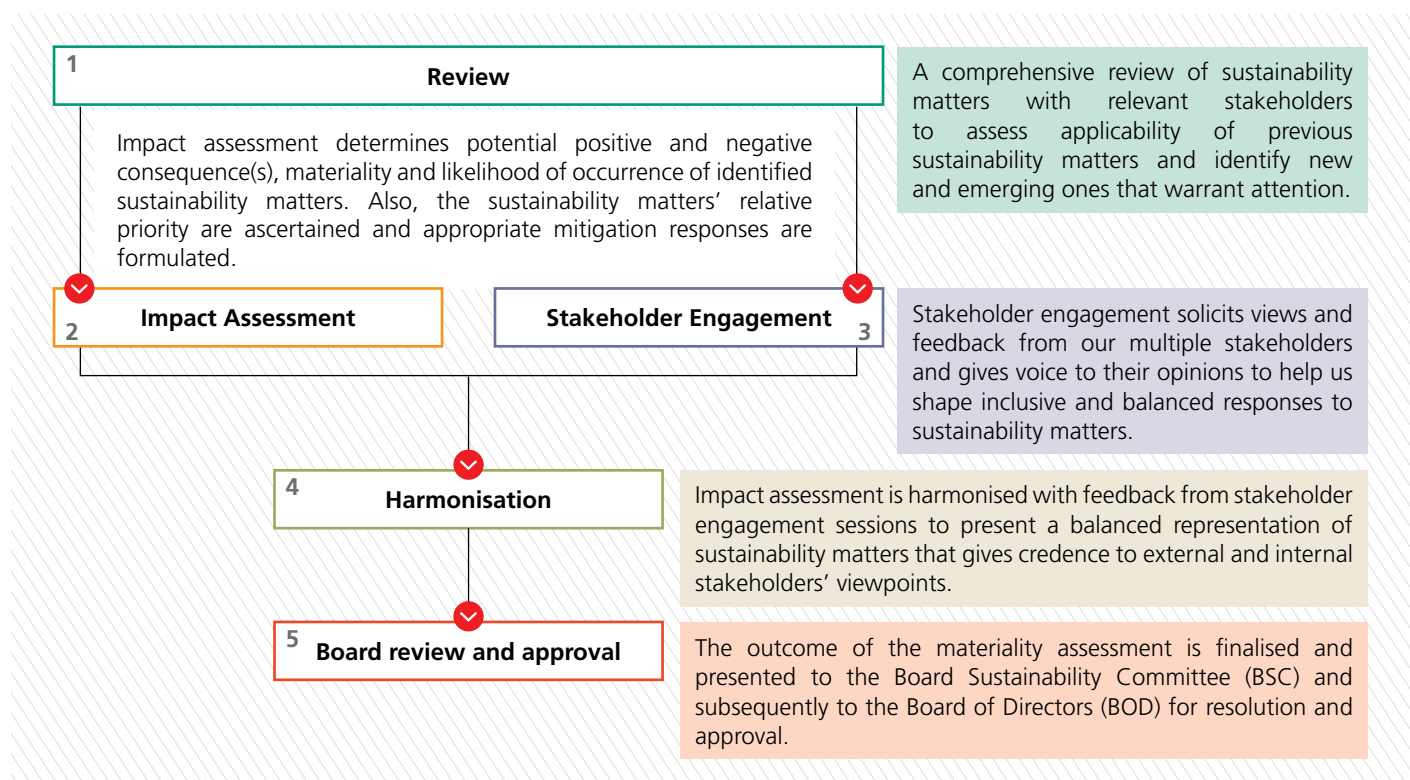 1
Review
A comprehensive review of sustainability
matters with relevant stakeholders
to assess applicability of previous
sustainability matters and identify new
and emerging ones that warrant attention.
Impact assessment determines potential positive and negative
consequence(s), materiality and likelihood of occurrence of identified
sustainability matters. Also, the sustainability matters’ relative
priority are ascertained and appropriate mitigation responses are
formulated.
2
Impact Assessment
Stakeholder Engagement
3
Stakeholder engagement solicits views and
feedback from our multiple stakeholders
and gives voice to their opinions to help us
shape inclusive and balanced responses to
sustainability matters.
4
Harmonisation
Impact assessment is harmonised with feedback from stakeholder
engagement sessions to present a balanced representation of
sustainability matters that gives credence to external and internal
stakeholders’ viewpoints.
5
Board review and approval
The outcome of the materiality assessment is finalised and
presented to the Board Sustainability Committee (BSC) and
subsequently to the Board of Directors (BOD) for resolution and
approval.